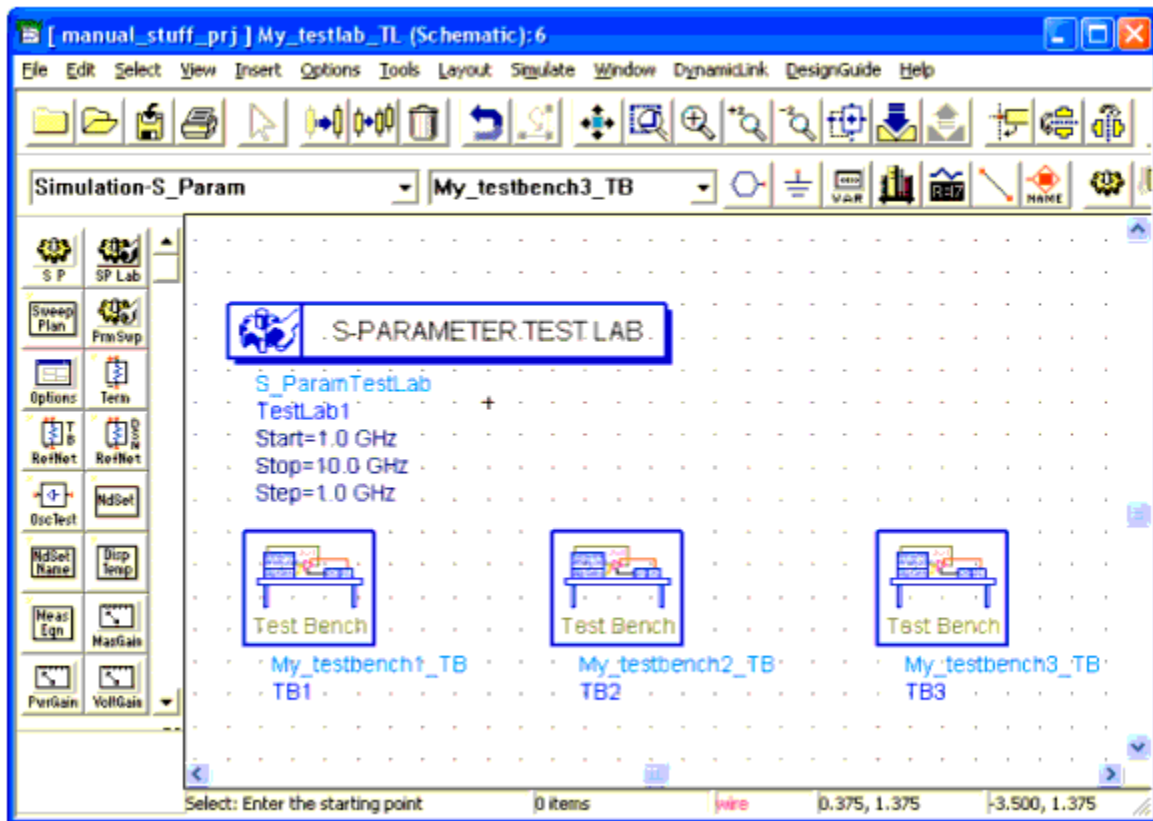 [ manual_stuff_prj ] My_testlab_TL (Schematic):6
File Edit Select View Insert Options Tools Layout Simulate Window DynamicLink DesignGuide Help
+2 -2
Simulation-S_Param My_testbench3_TB VAR NAME
S P SP Lab
Sweep Plan PrmSwp
Options Term
RefNet RefNet
OscTest NdSet
NdSet Name Disp Temp
Meas Eqn MaxGain
PwrGain VoltGain
S-PARAMETER TEST LAB
S_ParamTestLab
TestLab1
Start=1.0 GHz
Stop=10.0 GHz
Step=1.0 GHz
Test Bench Test Bench Test Bench
My_testbench1_TB My_testbench2_TB My_testbench3_TB
TB1 TB2 TB3
Select: Enter the starting point 0 items wire 0.375, 1.375 -3.500, 1.375